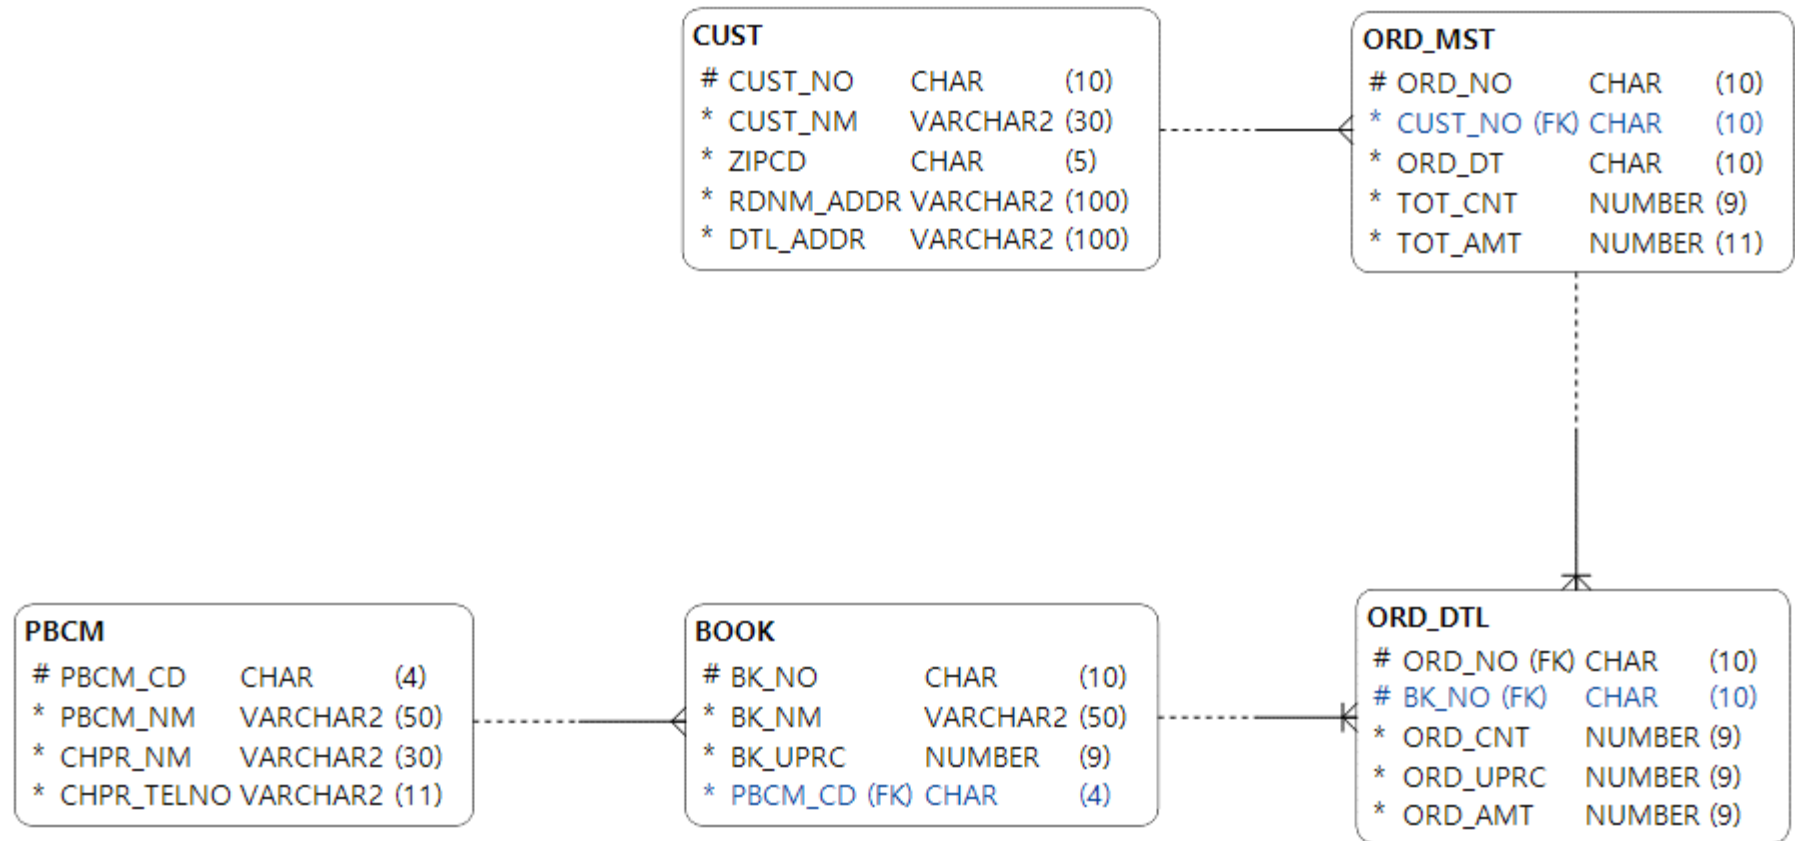 CUST
# CUST_NO CHAR (10)
* CUST_NM VARCHAR2 (30)
* ZIPCD CHAR (5)
* RDNM_ADDR VARCHAR2 (100)
* DTL_ADDR VARCHAR2 (100)
ORD_MST
# ORD_NO CHAR (10)
* CUST_NO (FK) CHAR (10)
* ORD_DT CHAR (10)
* TOT_CNT NUMBER (9)
* TOT_AMT NUMBER (11)
PBCM
# PBCM_CD CHAR (4)
* PBCM_NM VARCHAR2 (50)
* CHPR_NM VARCHAR2 (30)
* CHPR_TELNO VARCHAR2 (11)
BOOK
# BK_NO CHAR (10)
* BK_NM VARCHAR2 (50)
* BK_UPRC NUMBER (9)
* PBCM_CD (FK) CHAR (4)
ORD_DTL
# ORD_NO (FK) CHAR (10)
# BK_NO (FK) CHAR (10)
* ORD_CNT NUMBER (9)
* ORD_UPRC NUMBER (9)
* ORD_AMT NUMBER (9)